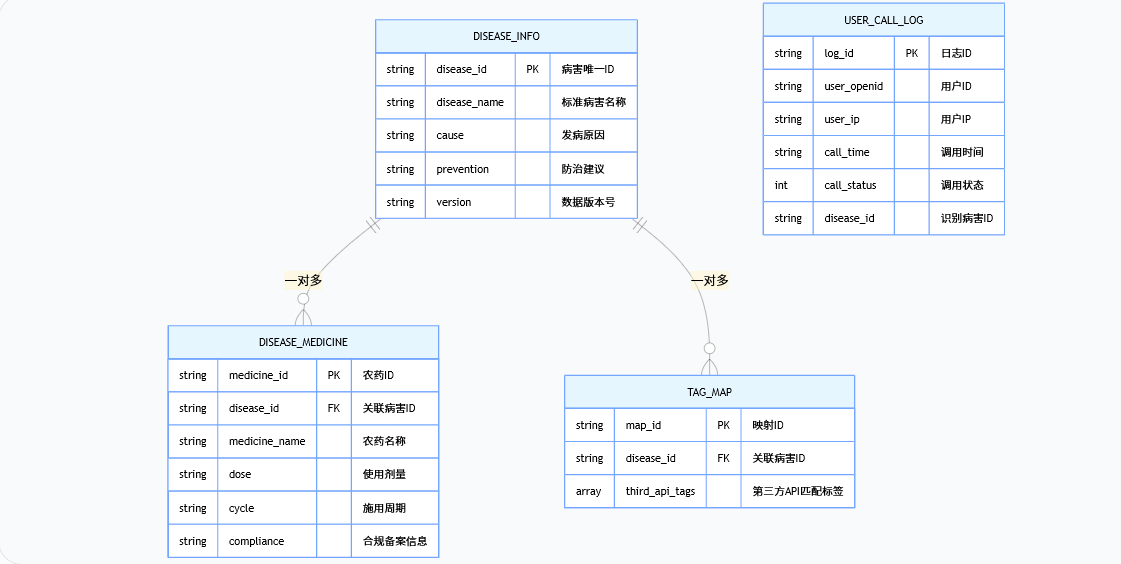 DISEASE_INFO
string disease_id PK 病害唯一ID
string disease_name 标准病害名称
string cause 发病原因
string prevention 防治建议
string version 数据版本号
USER_CALL_LOG
string log_id PK 日志ID
string user_openid 用户ID
string user_ip 用户IP
string call_time 调用时间
int call_status 调用状态
string disease_id 识别病害ID
一对多
一对多
DISEASE_MEDICINE
string medicine_id PK 农药ID
string disease_id FK 关联病害ID
string medicine_name 农药名称
string dose 使用剂量
string cycle 施用周期
string compliance 合规备案信息
TAG_MAP
string map_id PK 映射ID
string disease_id FK 关联病害ID
array third_api_tags 第三方API匹配标签